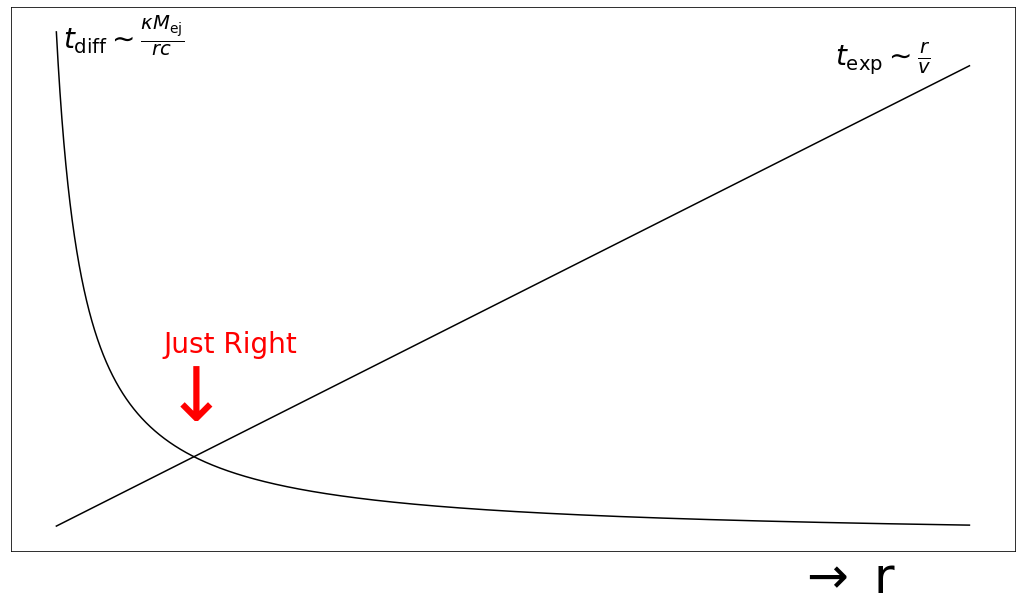 t_diff ~ κM_ej/rc
t_exp ~ r/v
Just Right
↓
→ r